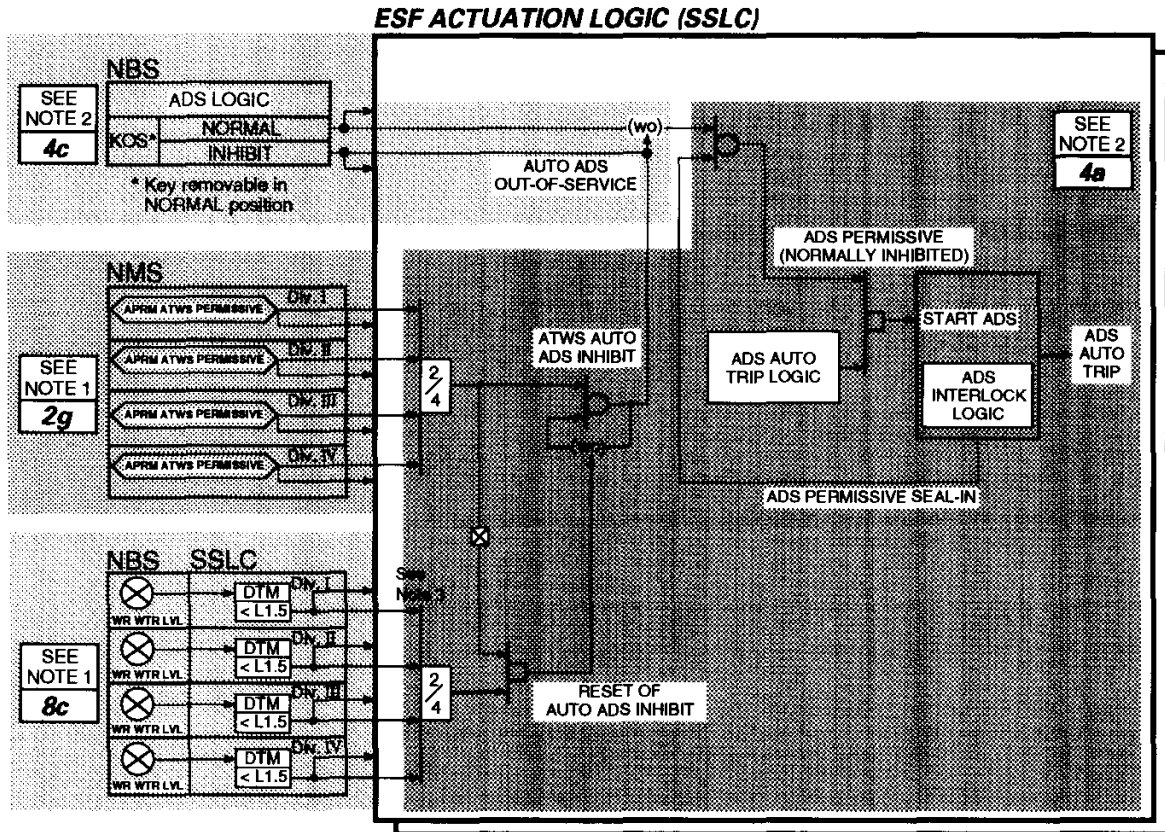 ESF ACTUATION LOGIC (SSLC)
NBS
SEE
NOTE 2
4c
ADS LOGIC
KOS*
NORMAL
INHIBIT
* Key removable in
NORMAL position
(WO)
AUTO ADS
OUT-OF-SERVICE
SEE
NOTE 2
4a
ADS PERMISSIVE
(NORMALLY INHIBITED)
NMS
SEE
NOTE 1
2g
APRM ATWS PERMISSIVE
Div. I
APRM ATWS PERMISSIVE
Div. II
APRM ATWS PERMISSIVE
Div. III
APRM ATWS PERMISSIVE
Div. IV
2/4
ATWS AUTO
ADS INHIBIT
ADS AUTO
TRIP LOGIC
START ADS
ADS
INTERLOCK
LOGIC
ADS
AUTO
TRIP
ADS PERMISSIVE SEAL-IN
NBS SSLC
SEE
NOTE 1
8c
WR WTR LVL
DTM
< L1.5
Div. I
WR WTR LVL
DTM
< L1.5
Div. II
WR WTR LVL
DTM
< L1.5
Div. III
WR WTR LVL
DTM
< L1.5
Div. IV
See
Note 3
2/4
RESET OF
AUTO ADS INHIBIT